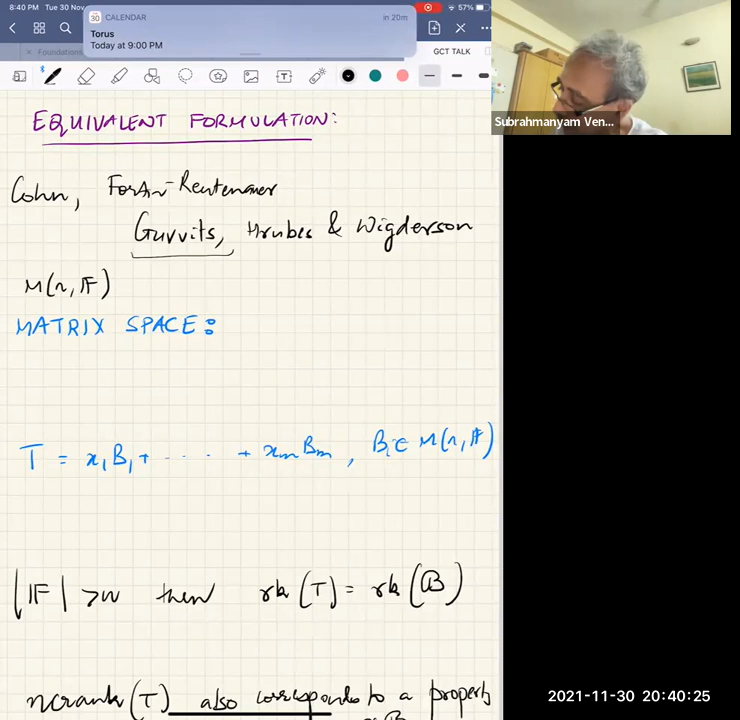 8:40 PM Tue 30 Nov
57%
30 CALENDAR in 20m
Torus
Today at 9:00 PM
Foundations
GCT TALK
Subrahmanyam Ven...
EQUIVALENT FORMULATION:
Cohn, Fortin-Reutenauer
Gurvits, Hrubes & Wigderson
M(n, 𝔽)
MATRIX SPACE:
T = x₁B₁ + · · · · + xₘBₘ, Bᵢ ∈ M(n, 𝔽)
|𝔽| > n then rk(T) = rk(𝔹)
ncrank(T) also corresponds to a property
2021-11-30 20:40:25